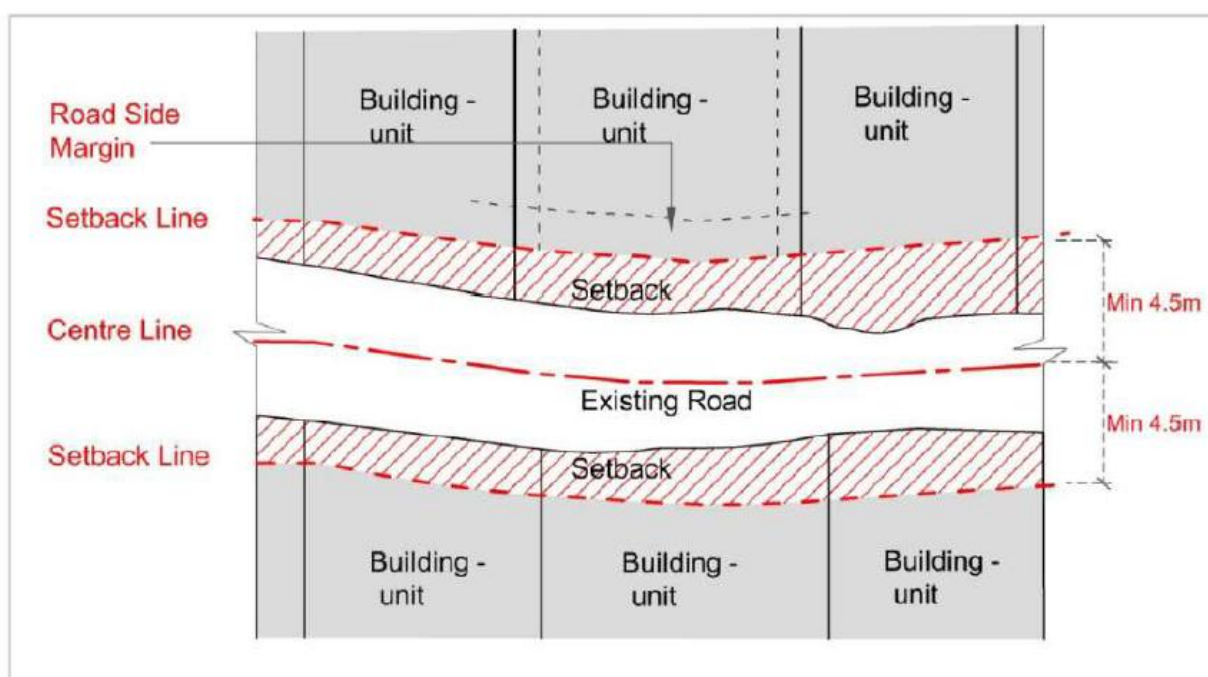 Building -
unit
Building -
unit
Building -
unit
Road Side
Margin
Setback Line
Setback
Min 4.5m
Centre Line
Existing Road
Min 4.5m
Setback Line
Setback
Building -
unit
Building -
unit
Building -
unit